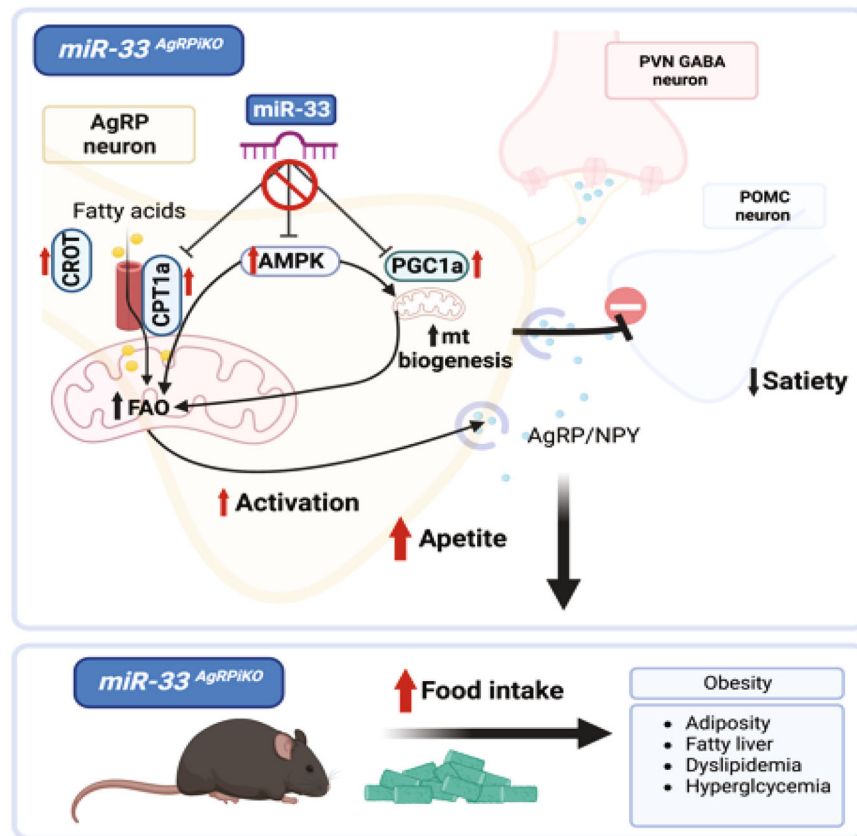 miR-33 AgRPiKO
PVN GABA
neuron
miR-33
AgRP
neuron
POMC
neuron
Fatty acids
CROT
CPT1a
AMPK
PGC1a
mt
biogenesis
FAO
Satiety
AgRP/NPY
Activation
Apetite
miR-33 AgRPiKO
Food intake
Obesity
• Adiposity
• Fatty liver
• Dyslipidemia
• Hyperglcycemia